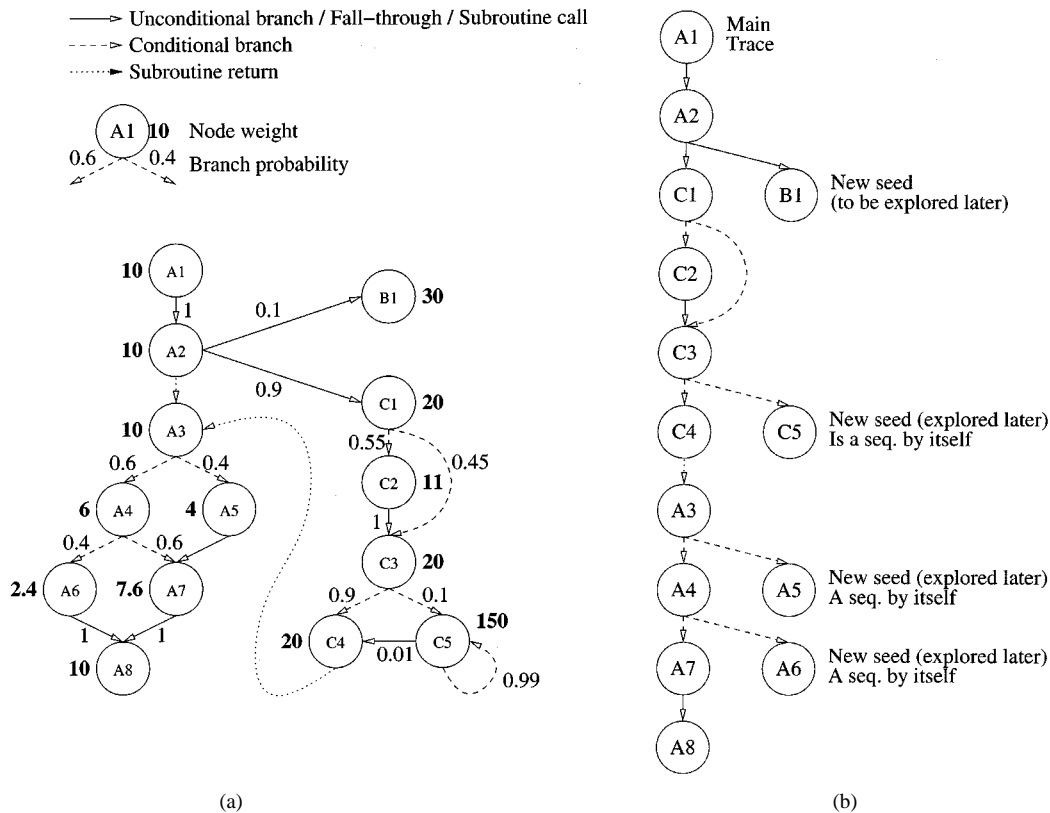 Unconditional branch / Fall-through / Subroutine call
Conditional branch
Subroutine return
A1 10 Node weight
0.6 0.4 Branch probability
10 A1
1
B1 30
0.1
10 A2
0.9
C1 20
10 A3
0.55
0.45
0.6 0.4
C2 11
6 A4
4 A5
1
0.4 0.6
C3 20
2.4 A6
7.6 A7
0.9 0.1
150
1 1
20 C4
C5
0.01
10 A8
0.99
(a)
A1 Main
Trace
A2
C1 B1 New seed
(to be explored later)
C2
C3
C4 C5 New seed (explored later)
Is a seq. by itself
A3
A4 A5 New seed (explored later)
A seq. by itself
A7 A6 New seed (explored later)
A seq. by itself
A8
(b)